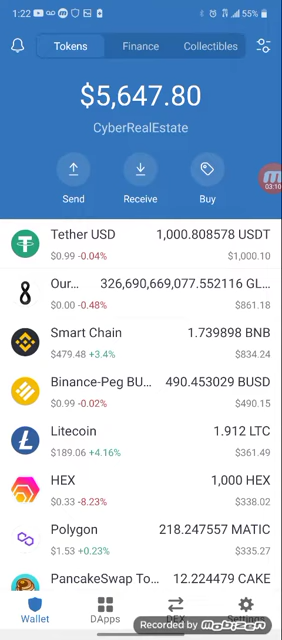 1:22 55%
Tokens Finance Collectibles
$5,647.80
CyberRealEstate
Send Receive Buy
03:10
Tether USD 1,000.808578 USDT
$0.99 -0.04% $1,000.10
Our... 326,690,669,077.552116 GL...
$0.00 -0.48% $861.18
Smart Chain 1.739898 BNB
$479.48 +3.4% $834.24
Binance-Peg BU... 490.453029 BUSD
$0.99 -0.02% $490.15
Litecoin 1.912 LTC
$189.06 +4.16% $361.49
HEX 1,000 HEX
$0.33 -8.23% $338.02
Polygon 218.247557 MATIC
$1.53 +0.23% $335.27
PancakeSwap To... 12.224479 CAKE
Wallet DApps DEX Settings
Recorded by mobizen